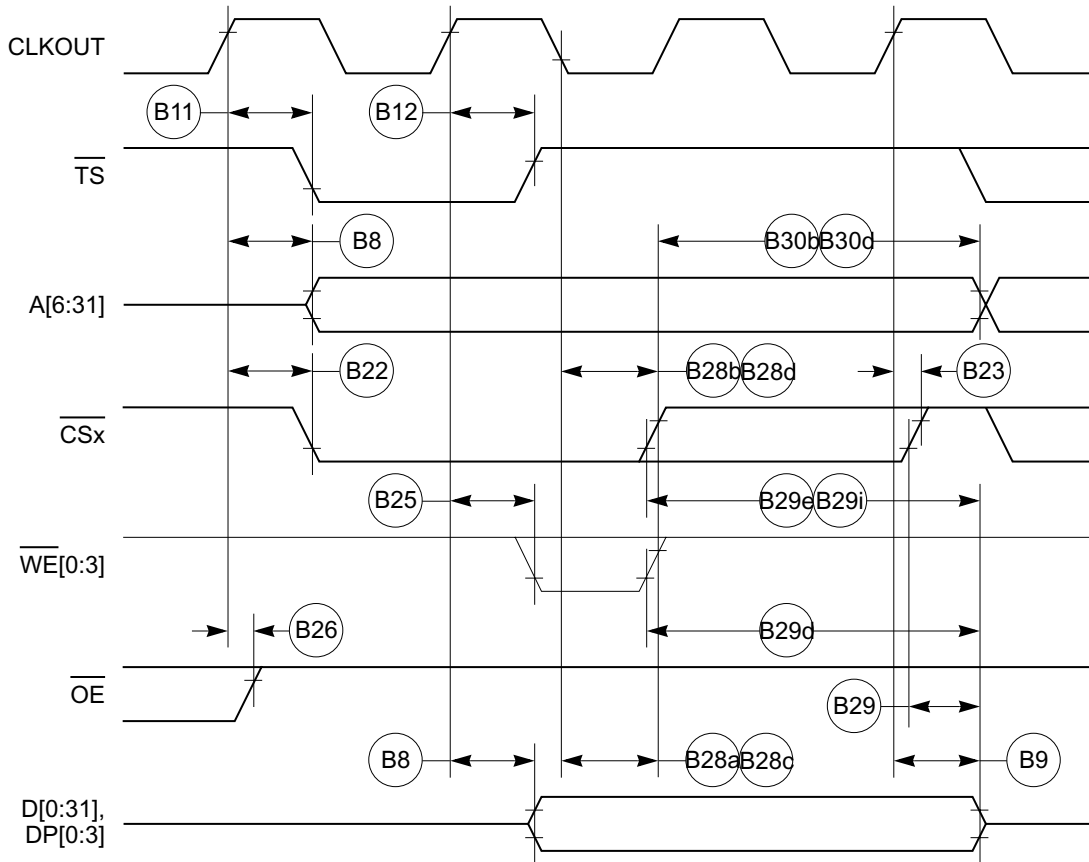 CLKOUT
B11
B12
TS
B8
B30b B30d
A[6:31]
B22
B28b B28d
B23
CSx
B25
B29e B29i
WE[0:3]
B26
B29d
OE
B29
B8
B28a B28c
B9
D[0:31],
DP[0:3]